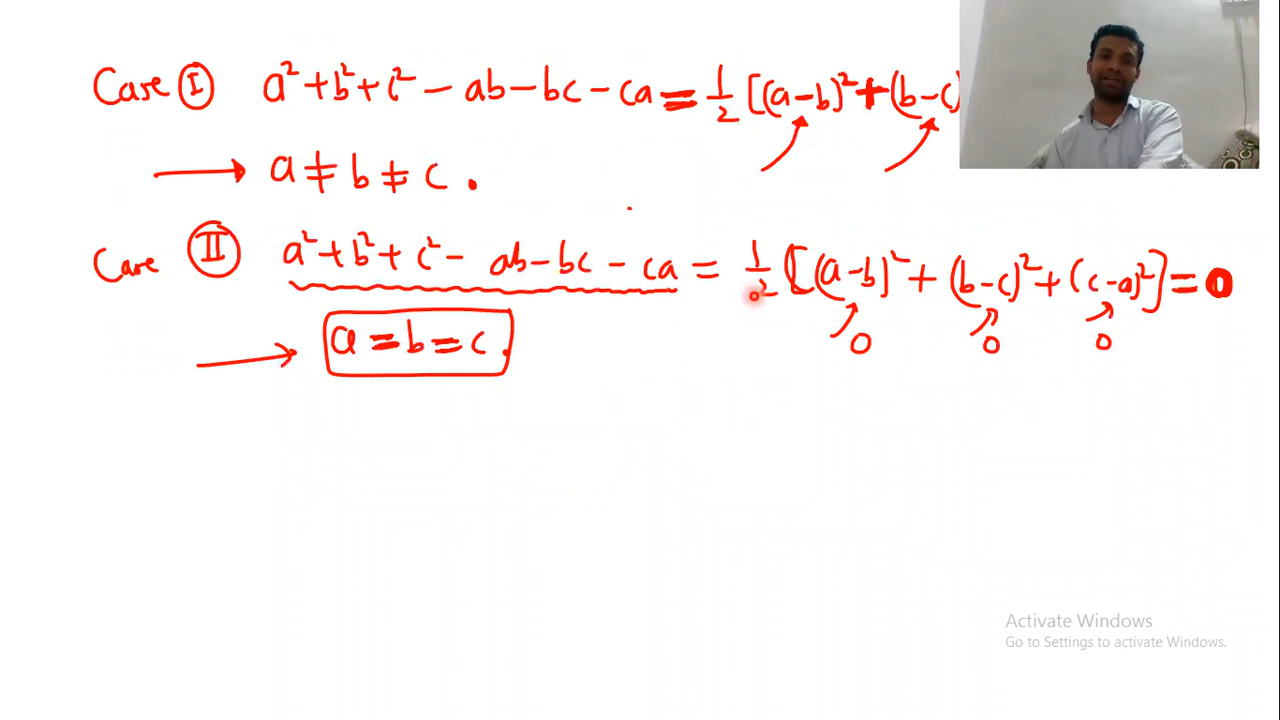 Case I a² + b² + c² - ab - bc - ca = 1/2 [(a-b)² + (b-c)
→ a ≠ b ≠ c.
Case II a² + b² + c² - ab - bc - ca = 1/2 [(a-b)² + (b-c)² + (c-a)²] = 0
0 0 0
→ a = b = c.
Activate Windows
Go to Settings to activate Windows.